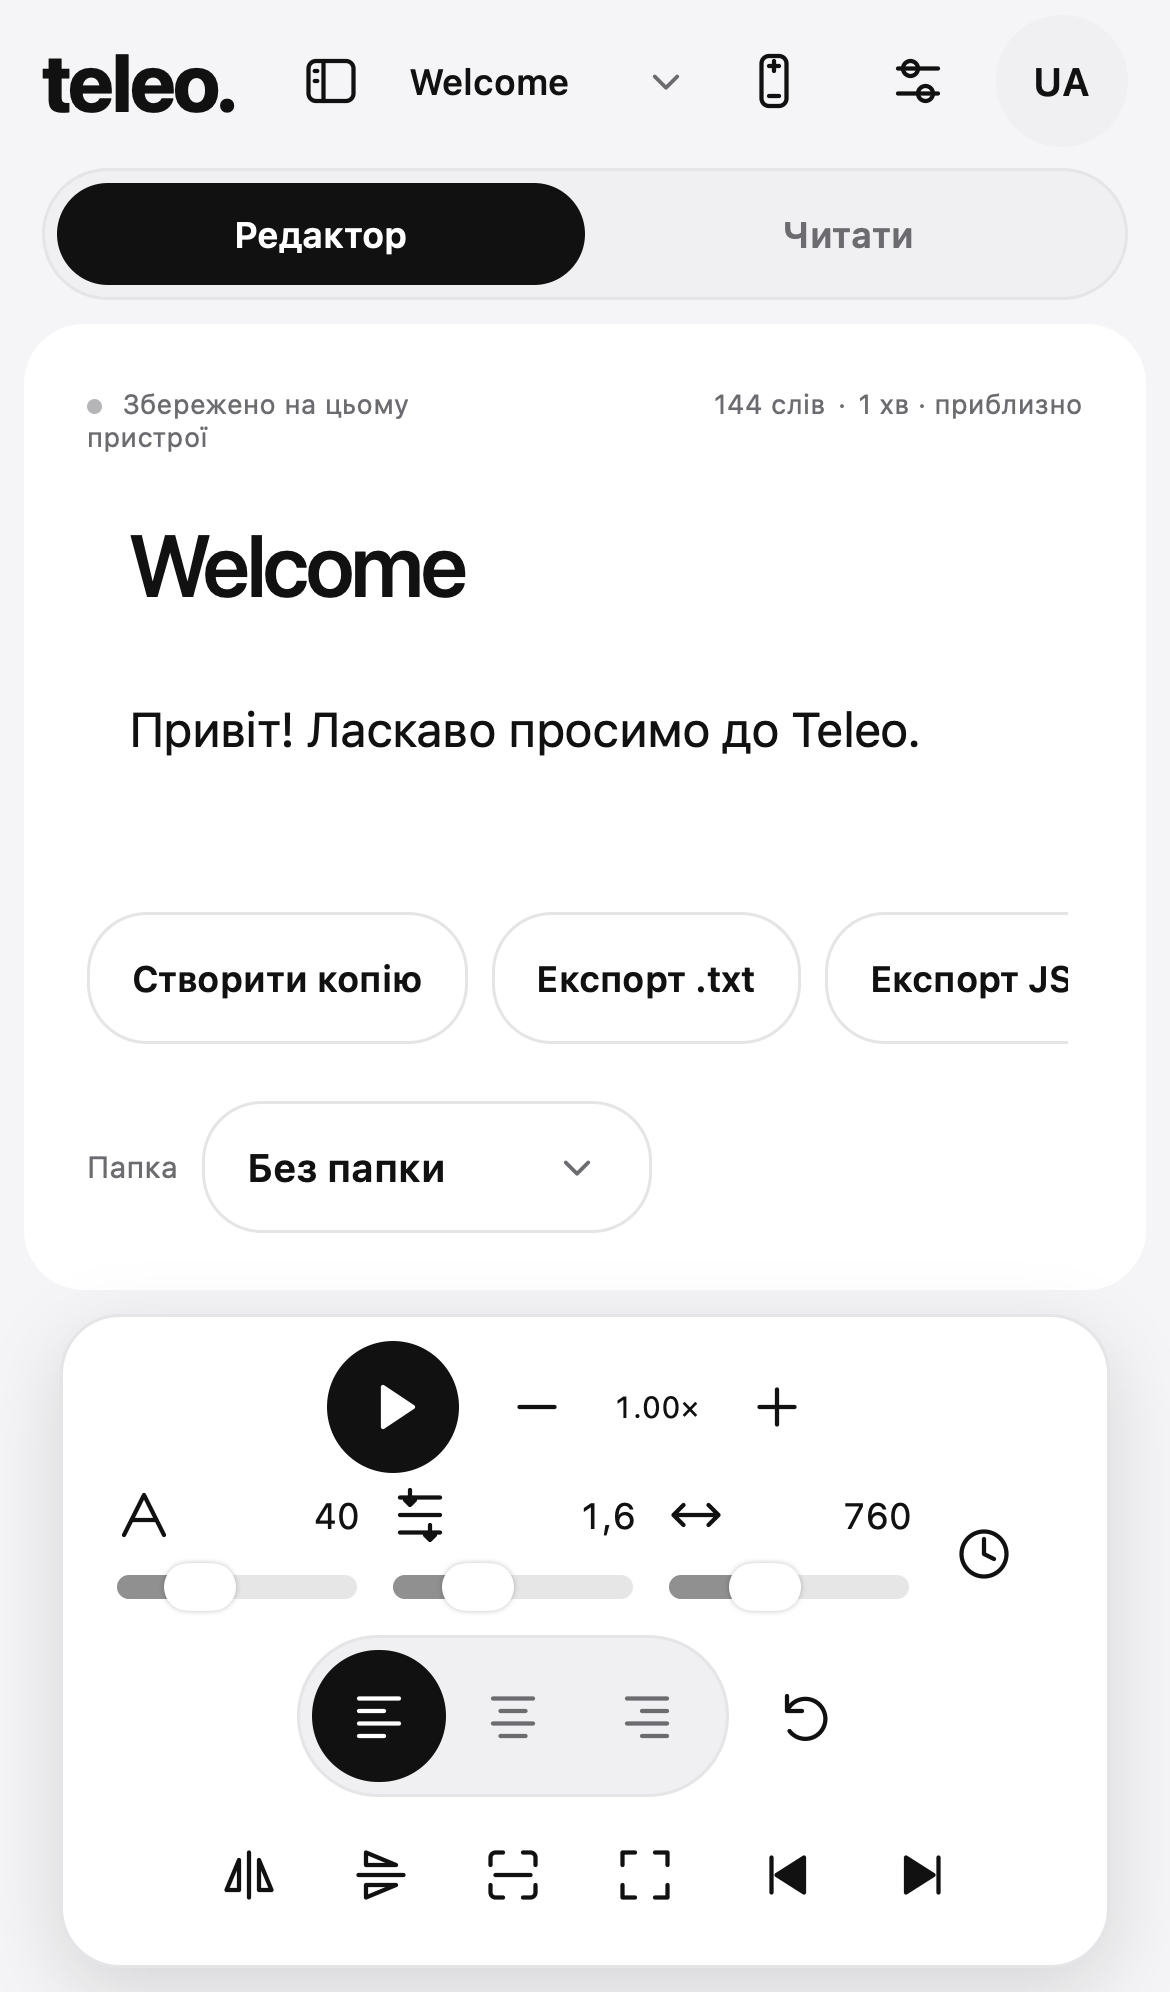 teleo.
Welcome
UA
Редактор
Читати
Збережено на цьому
пристрої
144 слів · 1 хв · приблизно
Welcome
Привіт! Ласкаво просимо до Teleo.
Створити копію
Експорт .txt
Експорт JS
Папка
Без папки
1.00×
40
1,6
760